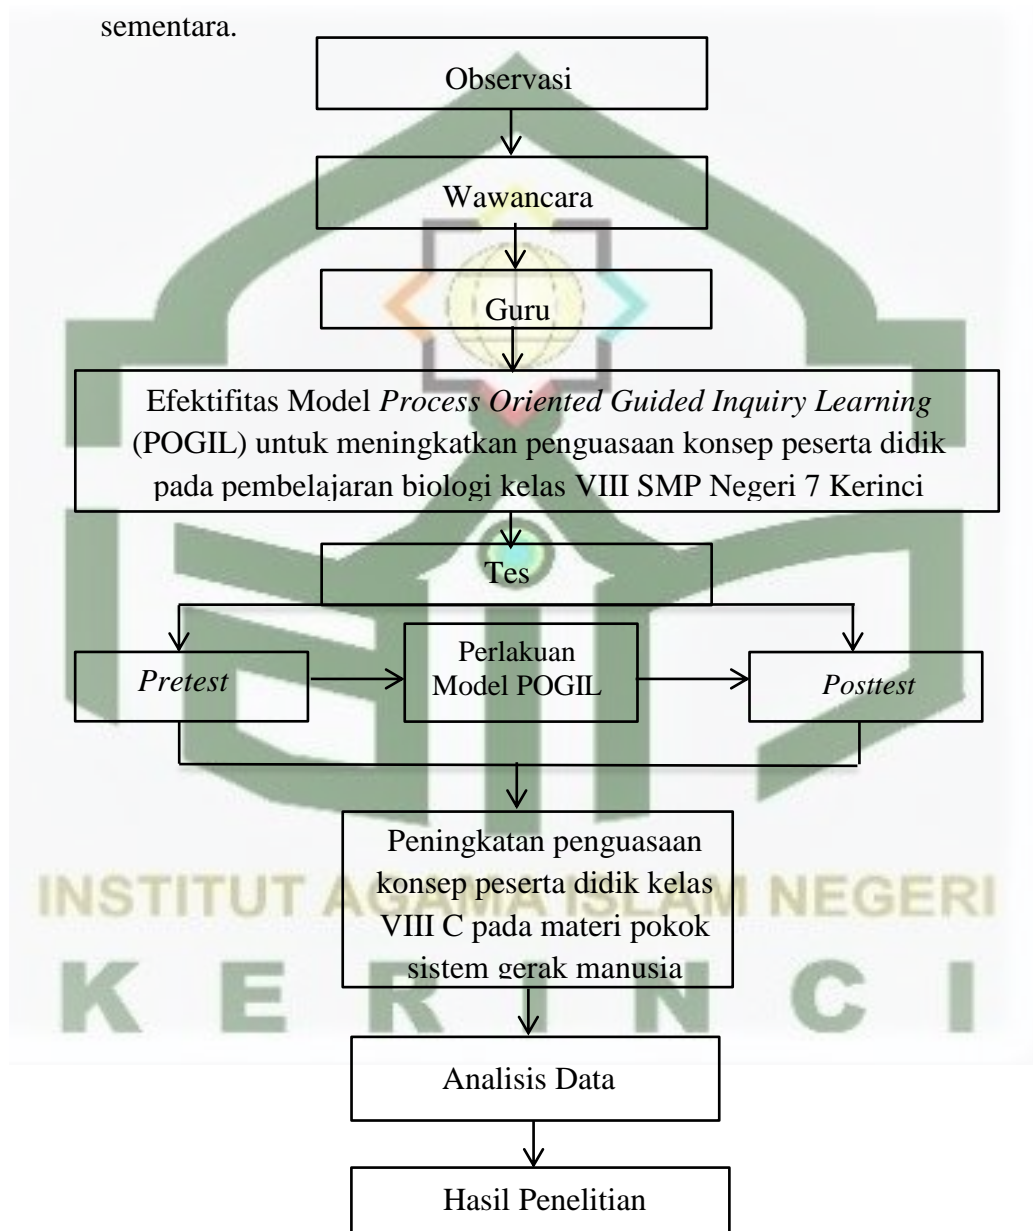 sementara.
Observasi
Wawancara
Guru
Efektifitas Model Process Oriented Guided Inquiry Learning
(POGIL) untuk meningkatkan penguasaan konsep peserta didik
pada pembelajaran biologi kelas VIII SMP Negeri 7 Kerinci
Tes
Pretest
Perlakuan
Model POGIL
Posttest
Peningkatan penguasaan
konsep peserta didik kelas
VIII C pada materi pokok
sistem gerak manusia
INSTITUT AGAMA ISLAM NEGERI
KERINCI
Analisis Data
Hasil Penelitian